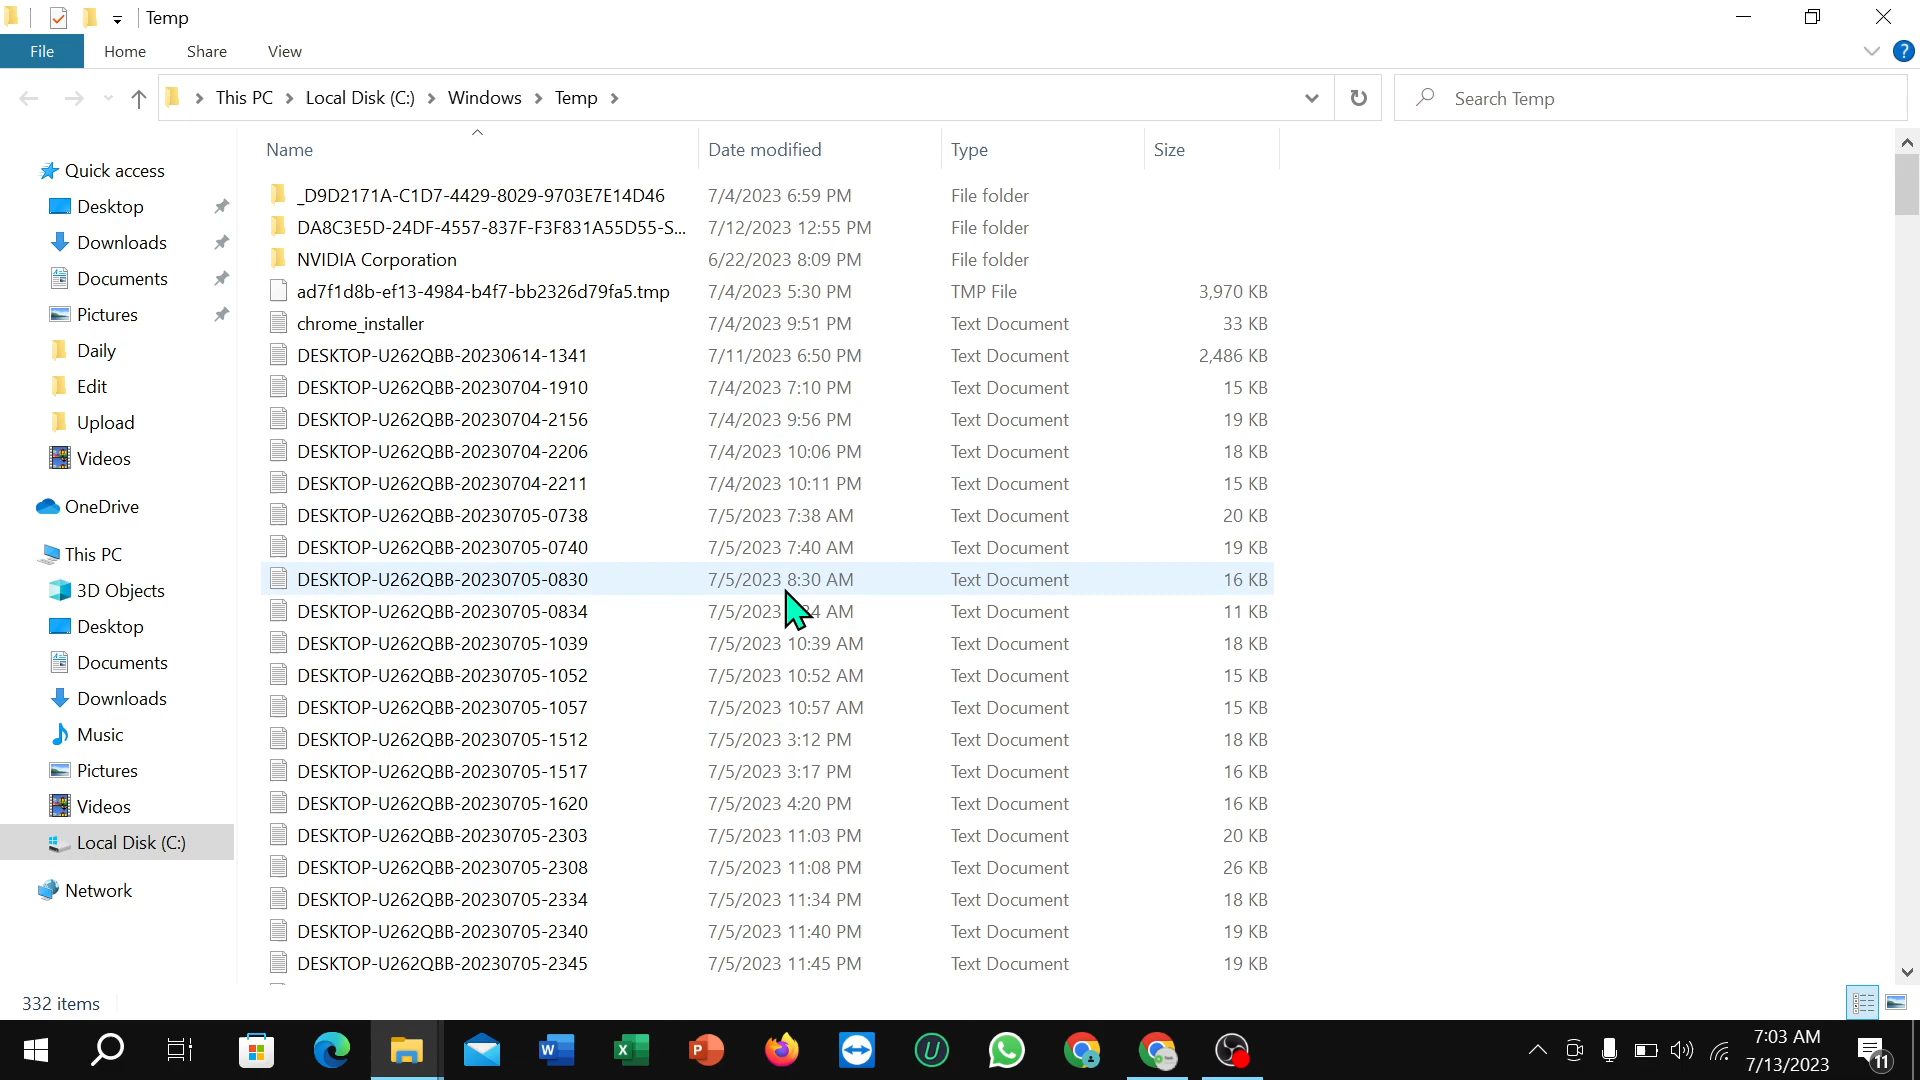 Temp
File Home Share View
This PC Local Disk (C:) Windows Temp Search Temp
Name Date modified Type Size
Quick access
Desktop
Downloads
Documents
Pictures
Daily
Edit
Upload
Videos
OneDrive
This PC
3D Objects
Desktop
Documents
Downloads
Music
Pictures
Videos
Local Disk (C:)
Network
_D9D2171A-C1D7-4429-8029-9703E7E14D46 7/4/2023 6:59 PM File folder
DA8C3E5D-24DF-4557-837F-F3F831A55D55-S... 7/12/2023 12:55 PM File folder
NVIDIA Corporation 6/22/2023 8:09 PM File folder
ad7f1d8b-ef13-4984-b4f7-bb2326d79fa5.tmp 7/4/2023 5:30 PM TMP File 3,970 KB
chrome_installer 7/4/2023 9:51 PM Text Document 33 KB
DESKTOP-U262QBB-20230614-1341 7/11/2023 6:50 PM Text Document 2,486 KB
DESKTOP-U262QBB-20230704-1910 7/4/2023 7:10 PM Text Document 15 KB
DESKTOP-U262QBB-20230704-2156 7/4/2023 9:56 PM Text Document 19 KB
DESKTOP-U262QBB-20230704-2206 7/4/2023 10:06 PM Text Document 18 KB
DESKTOP-U262QBB-20230704-2211 7/4/2023 10:11 PM Text Document 15 KB
DESKTOP-U262QBB-20230705-0738 7/5/2023 7:38 AM Text Document 20 KB
DESKTOP-U262QBB-20230705-0740 7/5/2023 7:40 AM Text Document 19 KB
DESKTOP-U262QBB-20230705-0830 7/5/2023 8:30 AM Text Document 16 KB
DESKTOP-U262QBB-20230705-0834 7/5/2023 AM Text Document 11 KB
DESKTOP-U262QBB-20230705-1039 7/5/2023 10:39 AM Text Document 18 KB
DESKTOP-U262QBB-20230705-1052 7/5/2023 10:52 AM Text Document 15 KB
DESKTOP-U262QBB-20230705-1057 7/5/2023 10:57 AM Text Document 15 KB
DESKTOP-U262QBB-20230705-1512 7/5/2023 3:12 PM Text Document 18 KB
DESKTOP-U262QBB-20230705-1517 7/5/2023 3:17 PM Text Document 16 KB
DESKTOP-U262QBB-20230705-1620 7/5/2023 4:20 PM Text Document 16 KB
DESKTOP-U262QBB-20230705-2303 7/5/2023 11:03 PM Text Document 20 KB
DESKTOP-U262QBB-20230705-2308 7/5/2023 11:08 PM Text Document 26 KB
DESKTOP-U262QBB-20230705-2334 7/5/2023 11:34 PM Text Document 18 KB
DESKTOP-U262QBB-20230705-2340 7/5/2023 11:40 PM Text Document 19 KB
DESKTOP-U262QBB-20230705-2345 7/5/2023 11:45 PM Text Document 19 KB
332 items
7:03 AM
7/13/2023
11